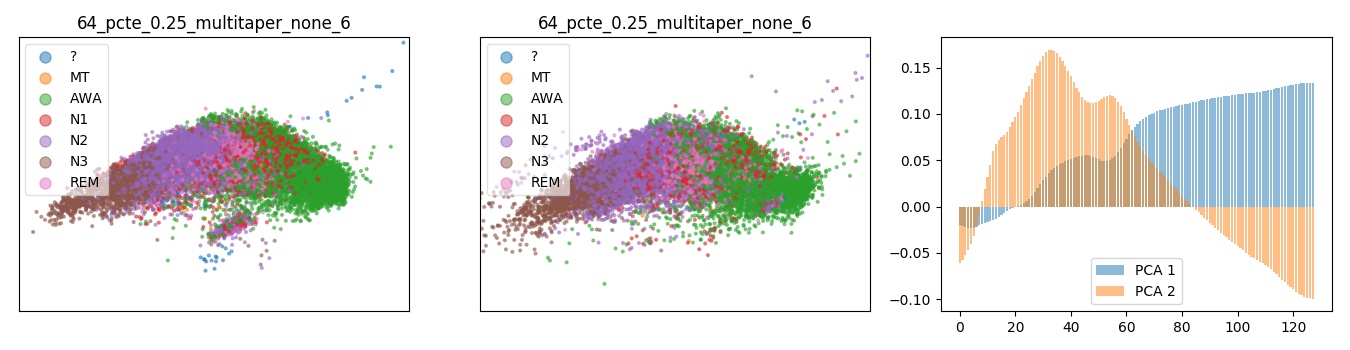 64_pcte_0.25_multitaper_none_6
?
MT
AWA
N1
N2
N3
REM
64_pcte_0.25_multitaper_none_6
?
MT
AWA
N1
N2
N3
REM
0.15
0.10
0.05
0.00
−0.05
−0.10
PCA 1
PCA 2
0 20 40 60 80 100 120